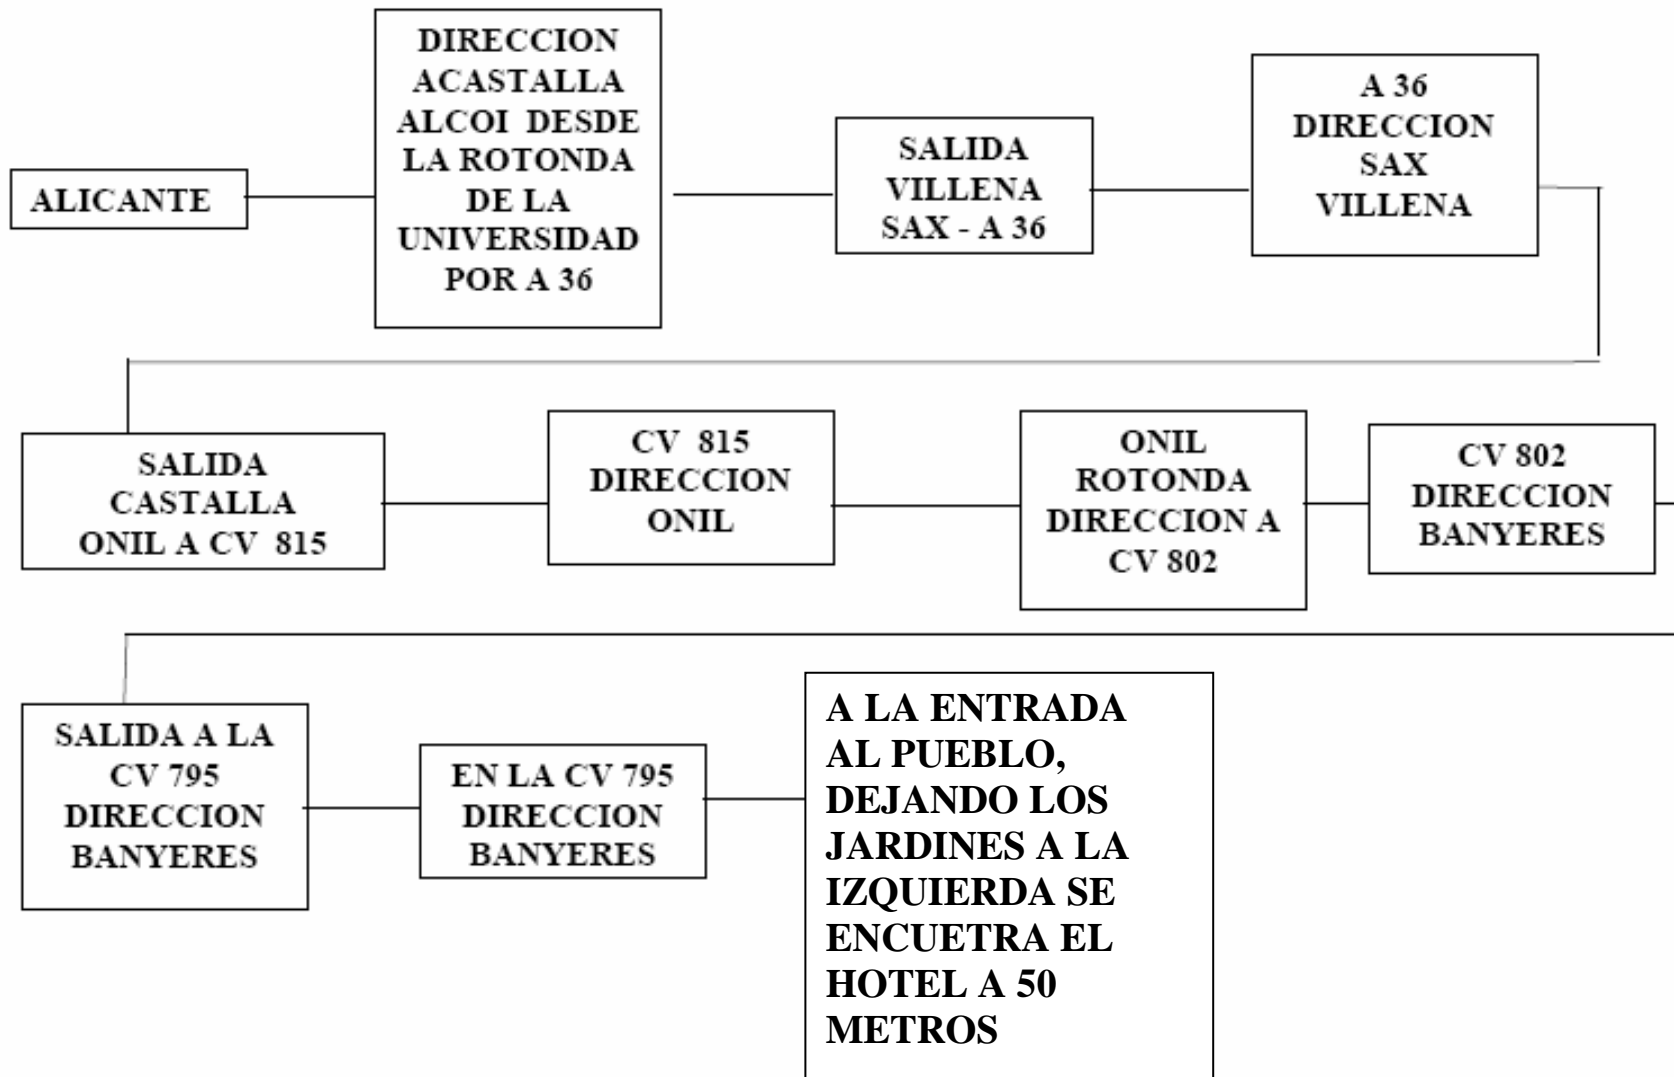 ALICANTE
DIRECCION
ACASTALLA
ALCOI DESDE
LA ROTONDA
DE LA
UNIVERSIDAD
POR A 36
SALIDA
VILLENA
SAX - A 36
A 36
DIRECCION
SAX
VILLENA
SALIDA
CASTALLA
ONIL A CV 815
CV 815
DIRECCION
ONIL
ONIL
ROTONDA
DIRECCION A
CV 802
CV 802
DIRECCION
BANYERES
SALIDA A LA
CV 795
DIRECCION
BANYERES
EN LA CV 795
DIRECCION
BANYERES
A LA ENTRADA
AL PUEBLO,
DEJANDO LOS
JARDINES A LA
IZQUIERDA SE
ENCUETRA EL
HOTEL A 50
METROS